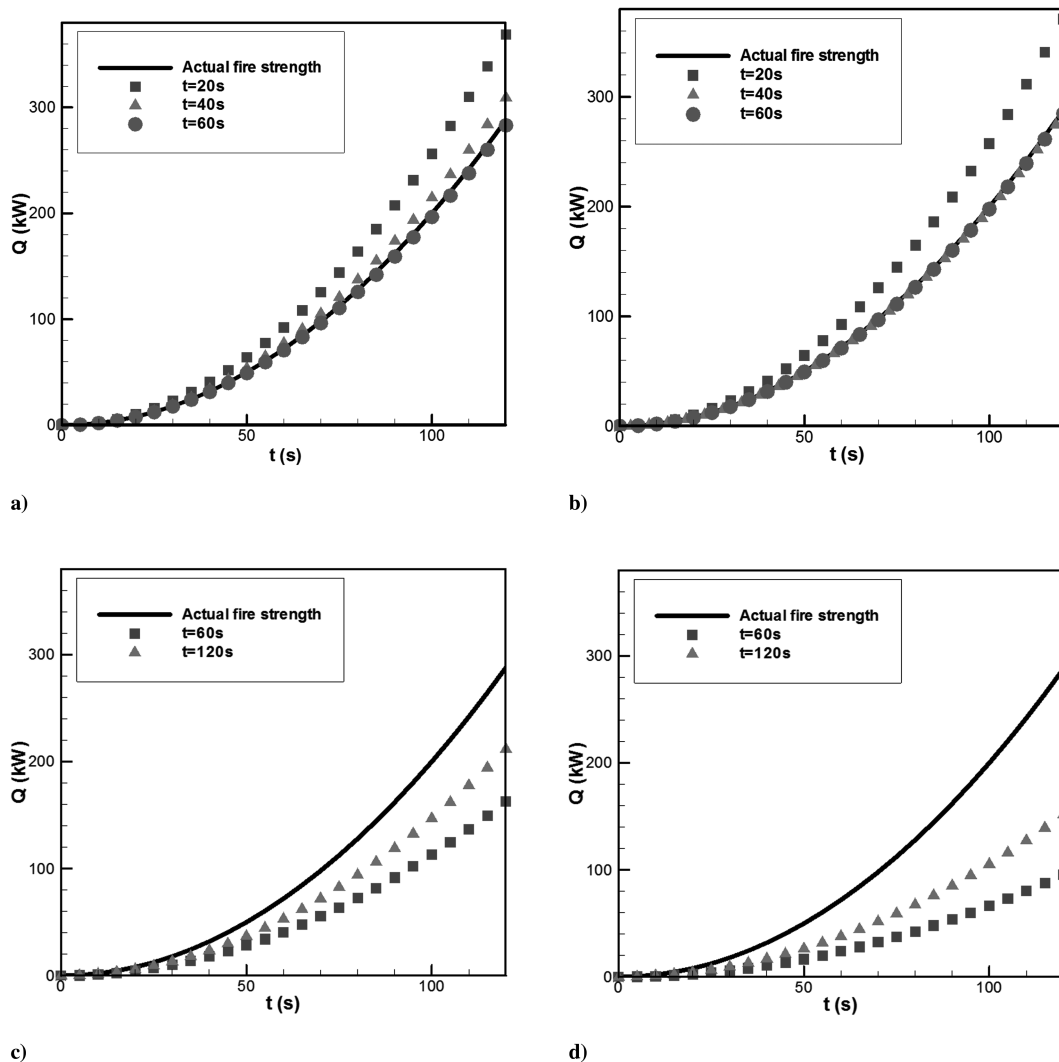 Actual fire strength
t=20s
t=40s
t=60s
300
200
100
0
Q (kW)
0 50 100
t (s)
a)
Actual fire strength
t=20s
t=40s
t=60s
300
200
100
0
Q (kW)
0 50 100
t (s)
b)
Actual fire strength
t=60s
t=120s
300
200
100
0
Q (kW)
0 50 100
t (s)
c)
Actual fire strength
t=60s
t=120s
300
200
100
0
Q (kW)
0 50 100
t (s)
d)